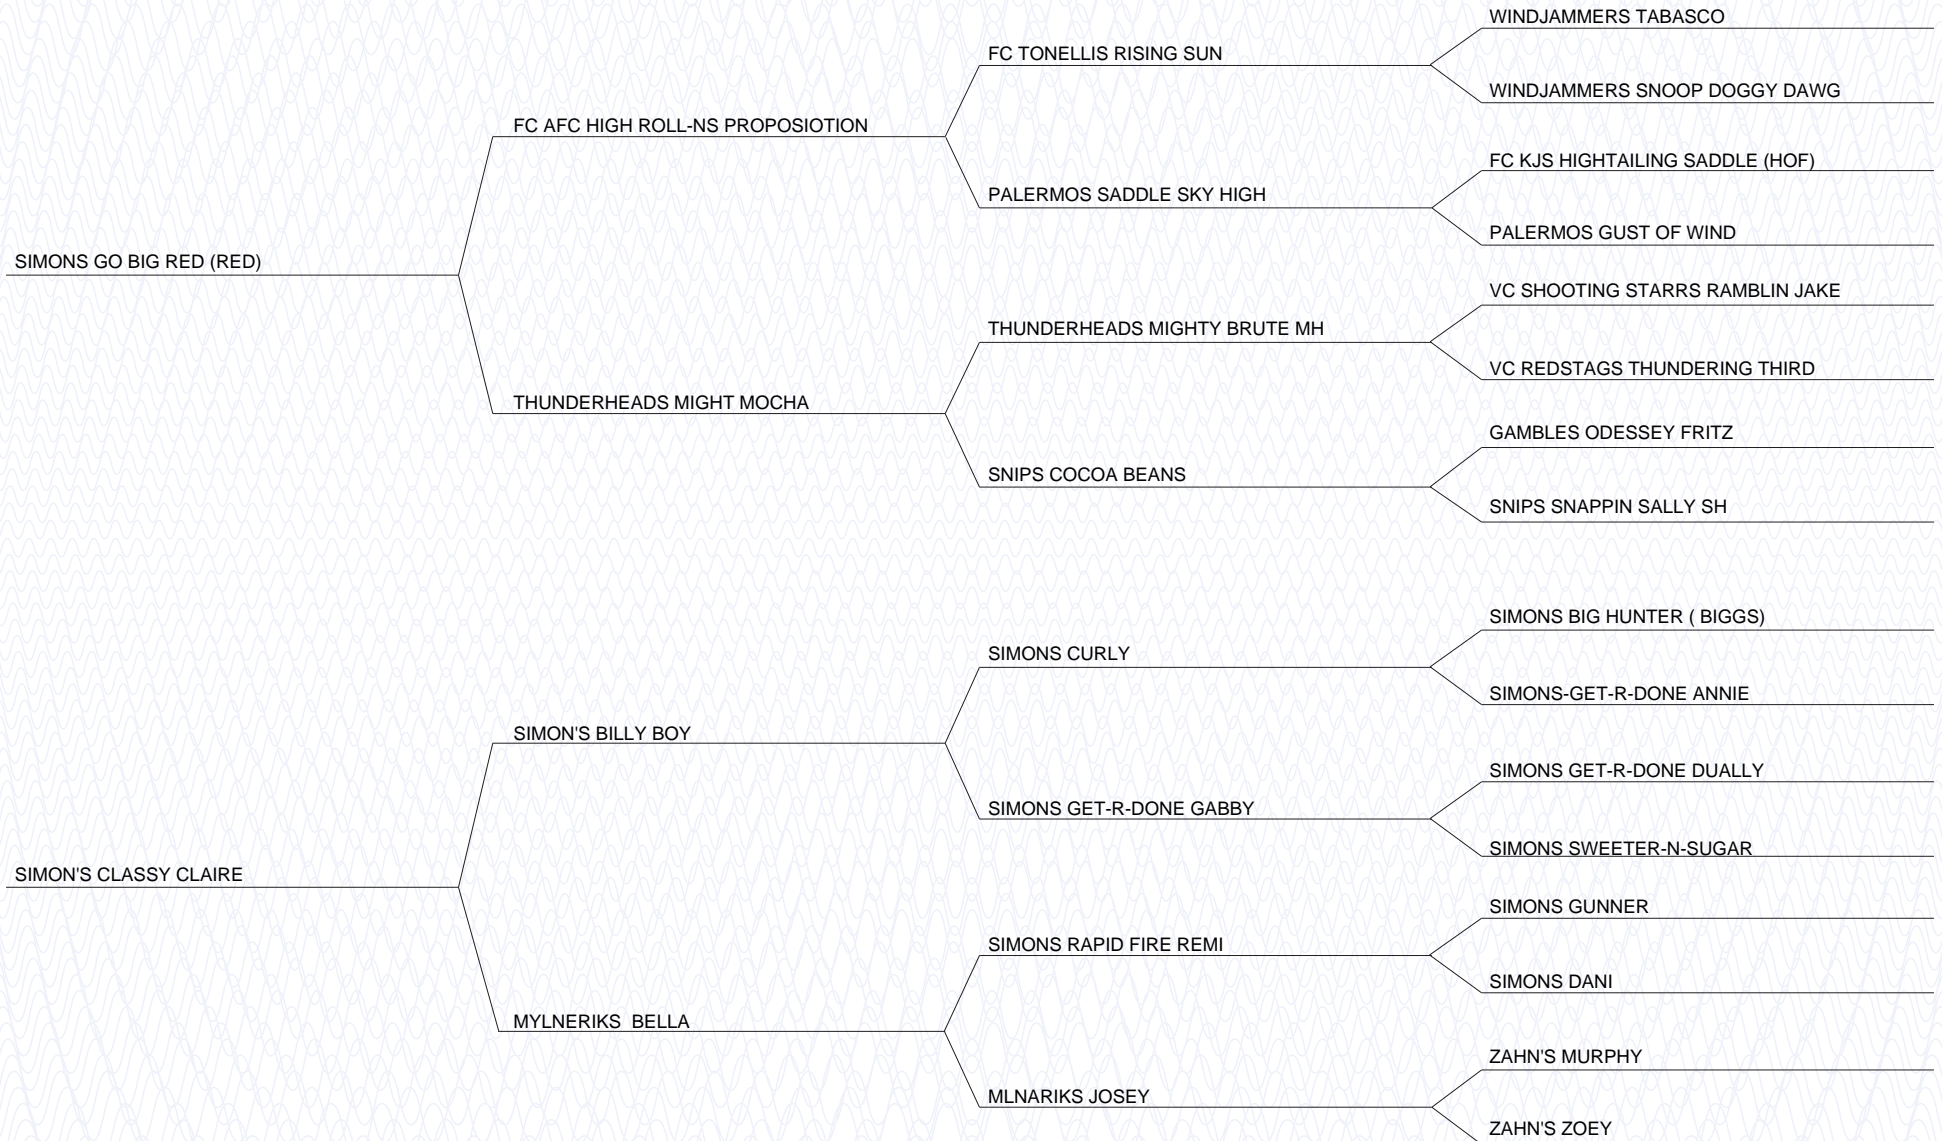 WINDJAMMERS TABASCO
FC TONELLIS RISING SUN
WINDJAMMERS SNOOP DOGGY DAWG
FC AFC HIGH ROLL-NS PROPOSIOTION
FC KJS HIGHTAILING SADDLE (HOF)
PALERMOS SADDLE SKY HIGH
PALERMOS GUST OF WIND
SIMONS GO BIG RED (RED)
VC SHOOTING STARRS RAMBLIN JAKE
THUNDERHEADS MIGHTY BRUTE MH
VC REDSTAGS THUNDERING THIRD
THUNDERHEADS MIGHT MOCHA
GAMBLES ODESSEY FRITZ
SNIPS COCOA BEANS
SNIPS SNAPPIN SALLY SH
SIMONS BIG HUNTER ( BIGGS)
SIMONS CURLY
SIMONS-GET-R-DONE ANNIE
SIMON'S BILLY BOY
SIMONS GET-R-DONE DUALLY
SIMONS GET-R-DONE GABBY
SIMONS SWEETER-N-SUGAR
SIMON'S CLASSY CLAIRE
SIMONS GUNNER
SIMONS RAPID FIRE REMI
SIMONS DANI
MYLNERIKS  BELLA
ZAHN'S MURPHY
MLNARIKS JOSEY
ZAHN'S ZOEY